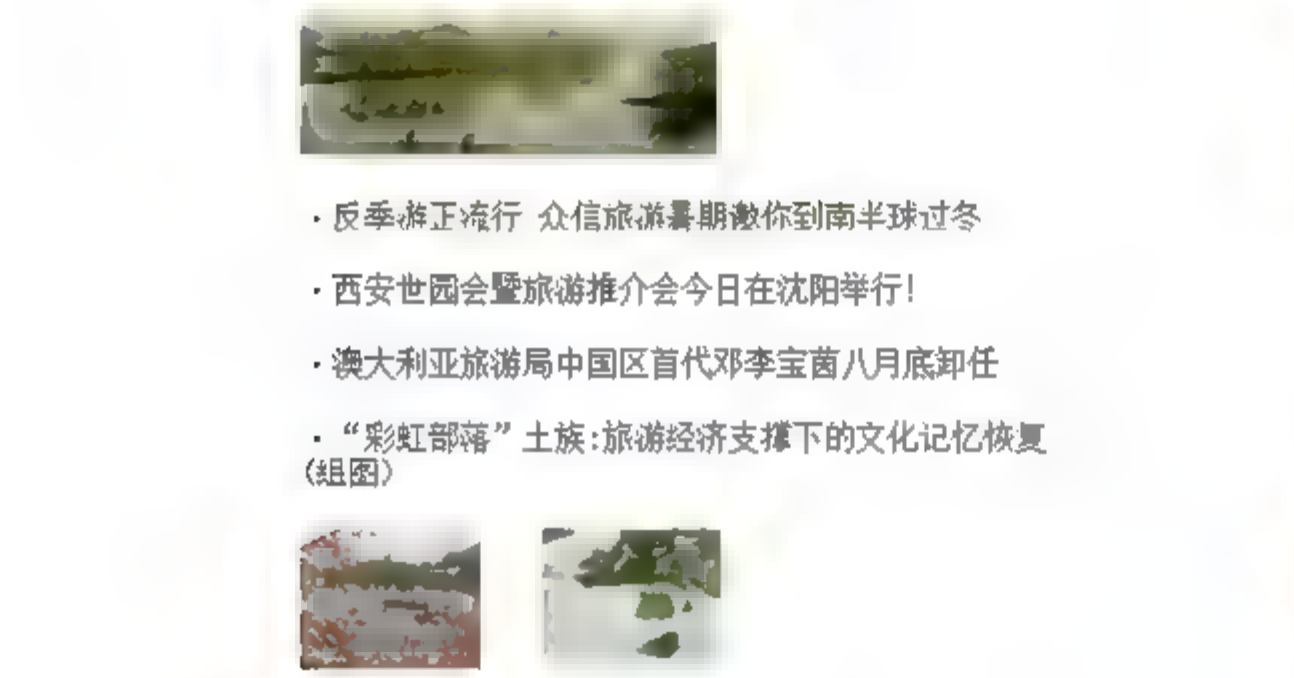 · 反季游正流行 众信旅游暑期邀你到南半球过冬
· 西安世园会暨旅游推介会今日在沈阳举行!
· 澳大利亚旅游局中国区首代邓李宝茵八月底卸任
· “彩虹部落”土族:旅游经济支撑下的文化记忆恢复
(组图)